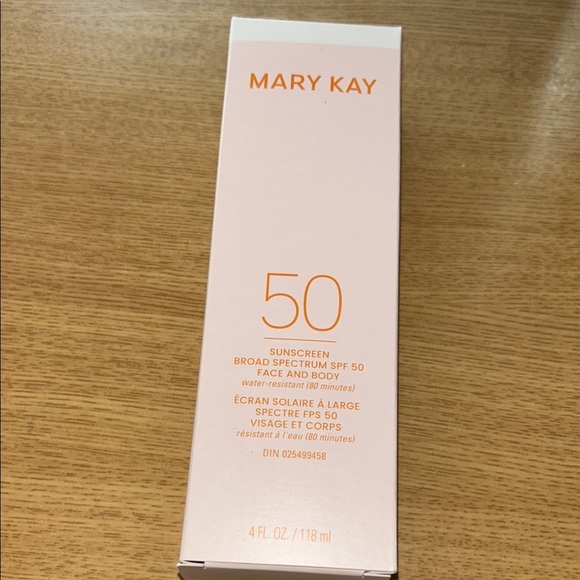 MARY KAY
50
SUNSCREEN
BROAD SPECTRUM SPF 50
FACE AND BODY
water-resistant (80 minutes)
ÉCRAN SOLAIRE À LARGE
SPECTRE FPS 50
VISAGE ET CORPS
résistant à l'eau (80 minutes)
DIN 025499458
4 FL. OZ. / 118 ml